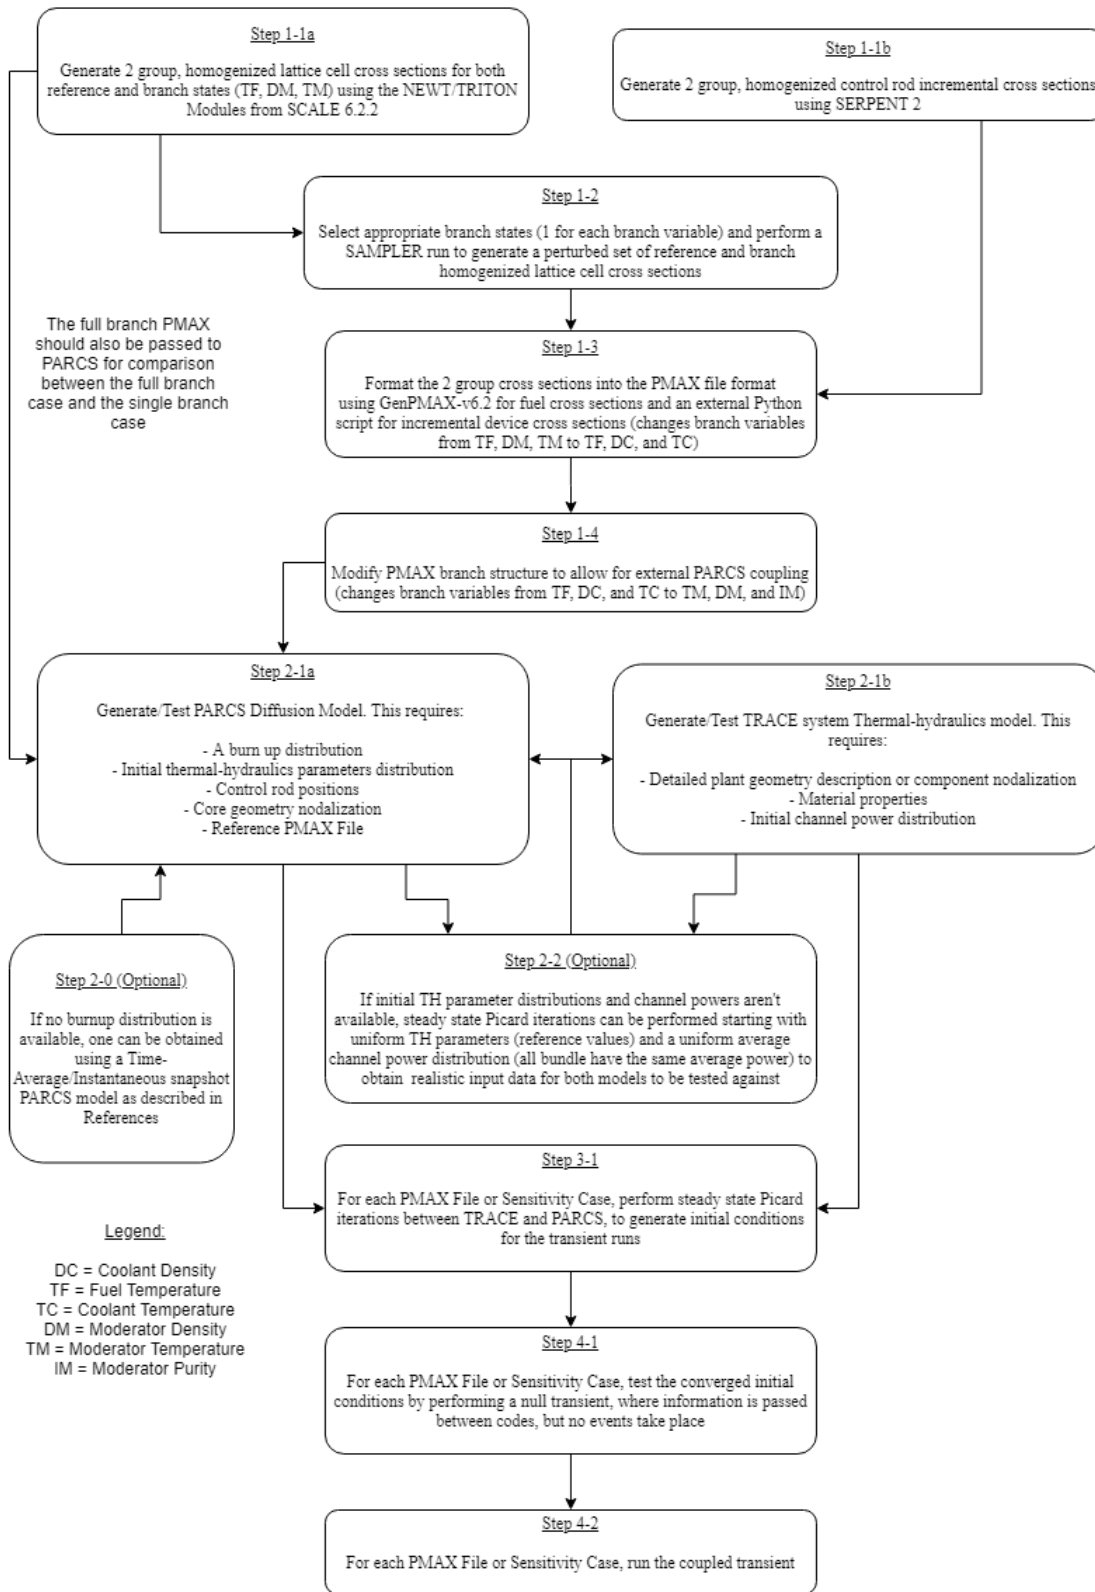 Step 1-1a
Generate 2 group, homogenized lattice cell cross sections for both
reference and branch states (TF, DM, TM) using the NEWT/TRITON
Modules from SCALE 6.2.2
Step 1-1b
Generate 2 group, homogenized control rod incremental cross sections
using SERPENT 2
Step 1-2
Select appropriate branch states (1 for each branch variable) and perform a
SAMPLER run to generate a perturbed set of reference and branch
homogenized lattice cell cross sections
The full branch PMAX
should also be passed to
PARCS for comparison
between the full branch
case and the single branch
case
Step 1-3
Format the 2 group cross sections into the PMAX file format
using GenPMAX-v6.2 for fuel cross sections and an external Python
script for incremental device cross sections (changes branch variables
from TF, DM, TM to TF, DC, and TC)
Step 1-4
Modify PMAX branch structure to allow for external PARCS coupling
(changes branch variables from TF, DC, and TC to TM, DM, and IM)
Step 2-1a
Generate/Test PARCS Diffusion Model. This requires:
- A burn up distribution
- Initial thermal-hydraulics parameters distribution
- Control rod positions
- Core geometry nodalization
- Reference PMAX File
Step 2-1b
Generate/Test TRACE system Thermal-hydraulics model. This
requires:
- Detailed plant geometry description or component nodalization
- Material properties
- Initial channel power distribution
Step 2-0 (Optional)
If no burnup distribution is
available, one can be obtained
using a Time-
Average/Instantaneous snapshot
PARCS model as described in
References
Step 2-2 (Optional)
If initial TH parameter distributions and channel powers aren't
available, steady state Picard iterations can be performed starting with
uniform TH parameters (reference values) and a uniform average
channel power distribution (all bundle have the same average power) to
obtain realistic input data for both models to be tested against
Step 3-1
For each PMAX File or Sensitivity Case, perform steady state Picard
iterations between TRACE and PARCS, to generate initial conditions
for the transient runs
Legend:
DC = Coolant Density
TF = Fuel Temperature
TC = Coolant Temperature
DM = Moderator Density
TM = Moderator Temperature
IM = Moderator Purity
Step 4-1
For each PMAX File or Sensitivity Case, test the converged initial
conditions by performing a null transient, where information is passed
between codes, but no events take place
Step 4-2
For each PMAX File or Sensitivity Case, run the coupled transient